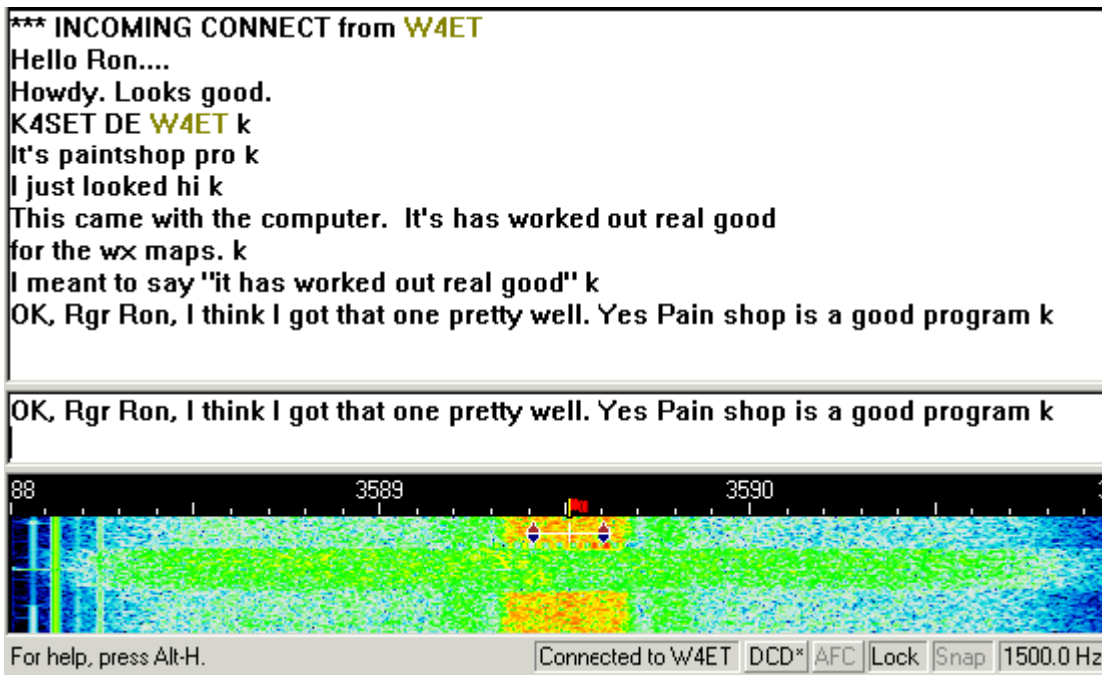 *** INCOMING CONNECT from W4ET
Hello Ron....
Howdy. Looks good.
K4SET DE W4ET k
It's paintshop pro k
I just looked hi k
This came with the computer.  It's has worked out real good
for the wx maps. k
I meant to say "it has worked out real good" k
OK, Rgr Ron, I think I got that one pretty well. Yes Pain shop is a good program k
OK, Rgr Ron, I think I got that one pretty well. Yes Pain shop is a good program k
88 3589 3590
For help, press Alt-H. Connected to W4ET DCD* AFC Lock Snap 1500.0 Hz